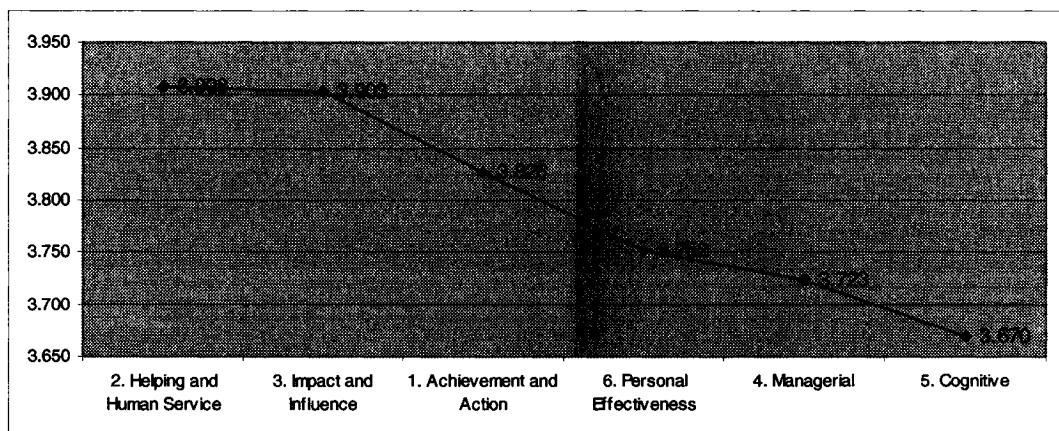 3.950
3.900
3.850
3.800
3.750
3.700
3.650
3.903
3.826
3.723
3.670
2. Helping and
Human Service
3. Impact and
Influence
1. Achievement and
Action
6. Personal
Effectiveness
4. Managerial
5. Cognitive